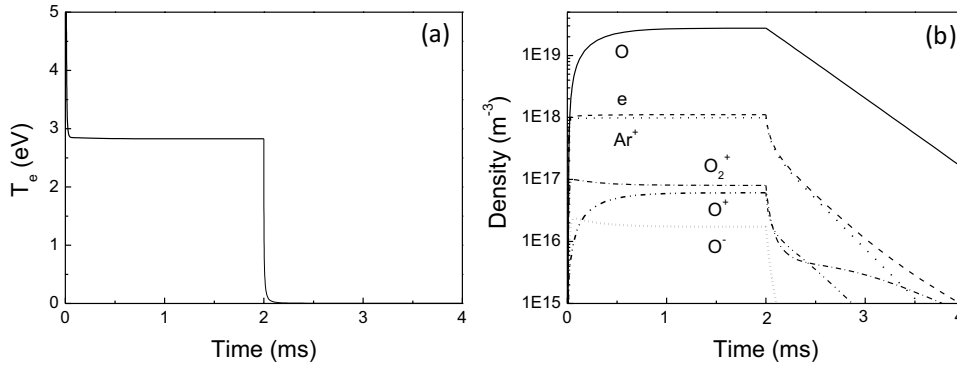 (a)
T_e (eV)
5
4
3
2
1
0
0 1 2 3 4
Time (ms)
(b)
Density (m⁻³)
1E19
1E18
1E17
1E16
1E15
O
e
Ar⁺
O₂⁺
O⁺
O⁻
0 1 2 3 4
Time (ms)